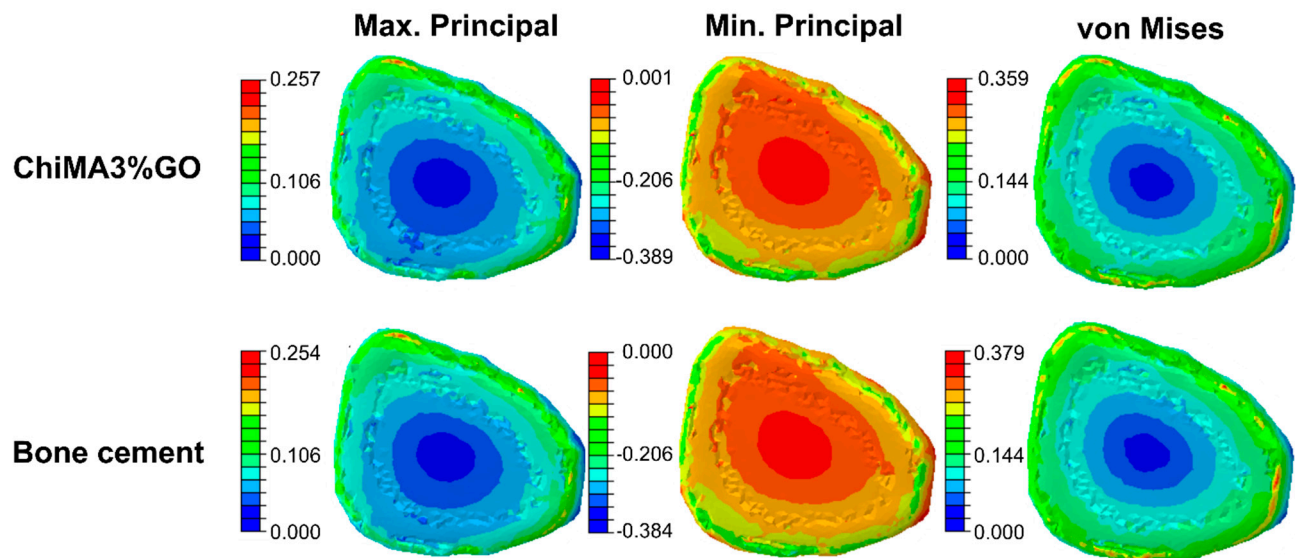 Max. Principal Min. Principal von Mises
ChiMA3%GO
0.257 0.001 0.359
0.106 -0.206 0.144
0.000 -0.389 0.000
Bone cement
0.254 0.000 0.379
0.106 -0.206 0.144
0.000 -0.384 0.000